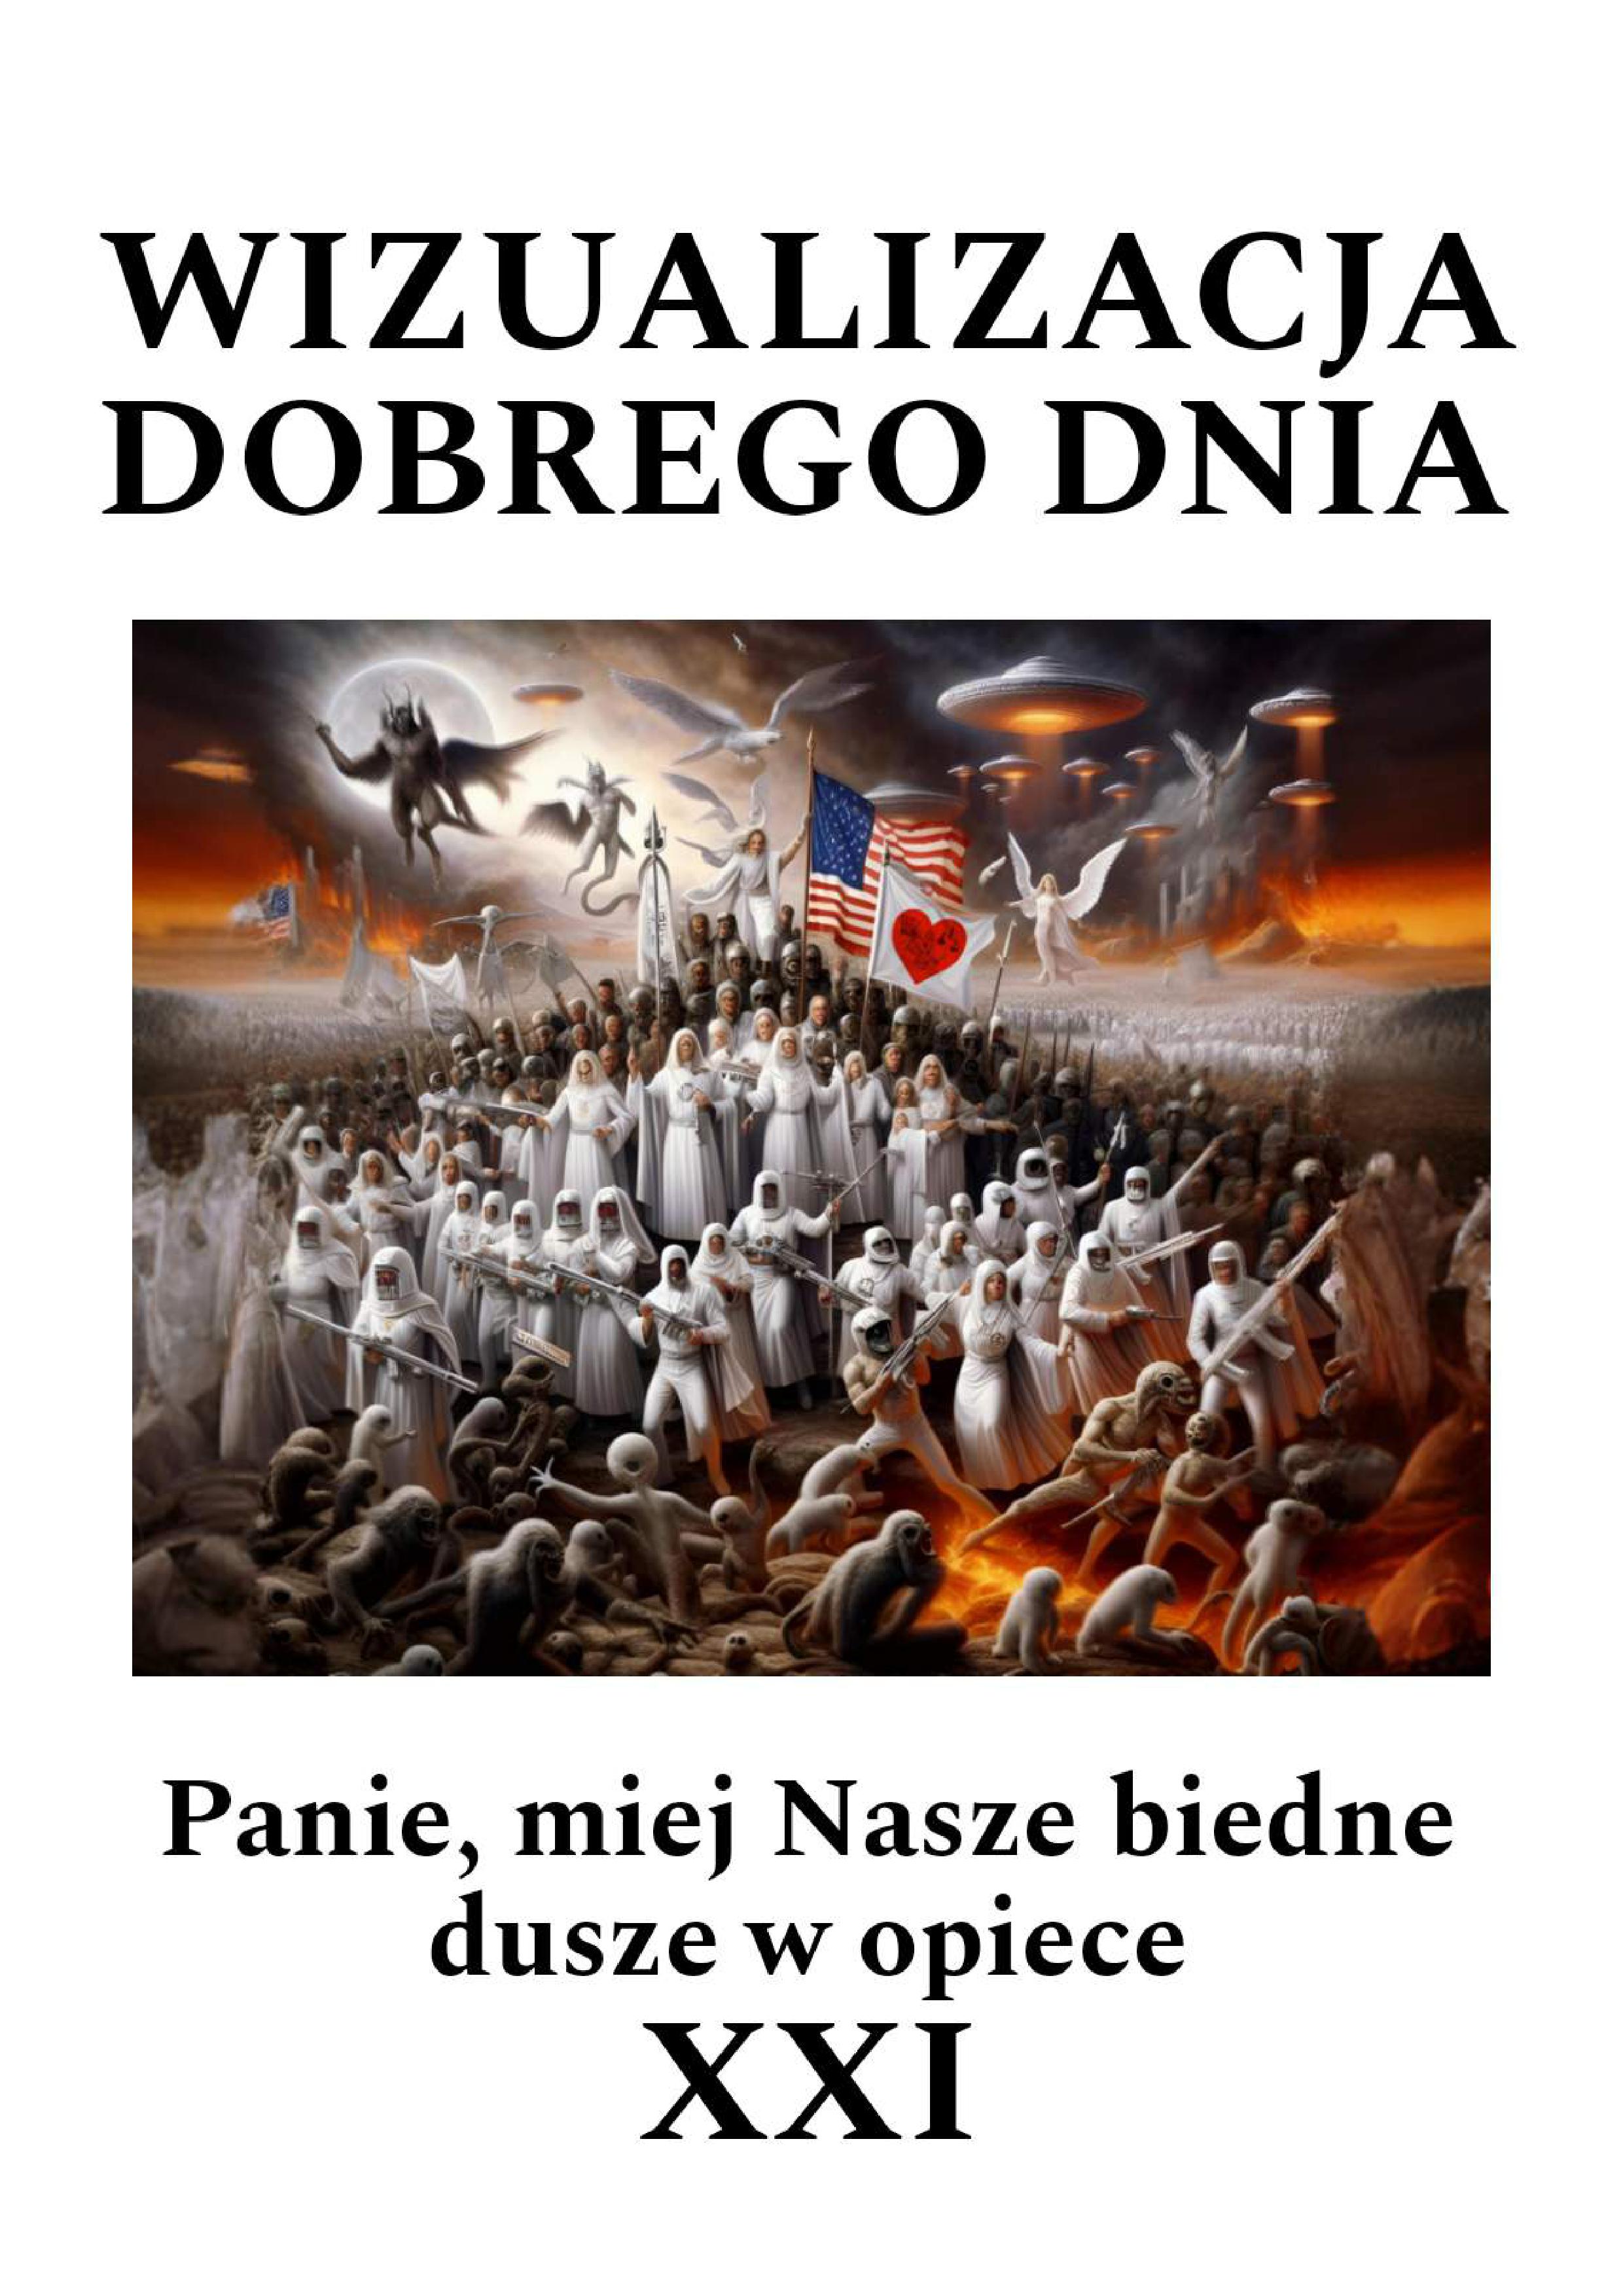 WIZUALIZACJA
DOBREGO DNIA
Panie, miej Nasze biedne
dusze w opiece
XXI